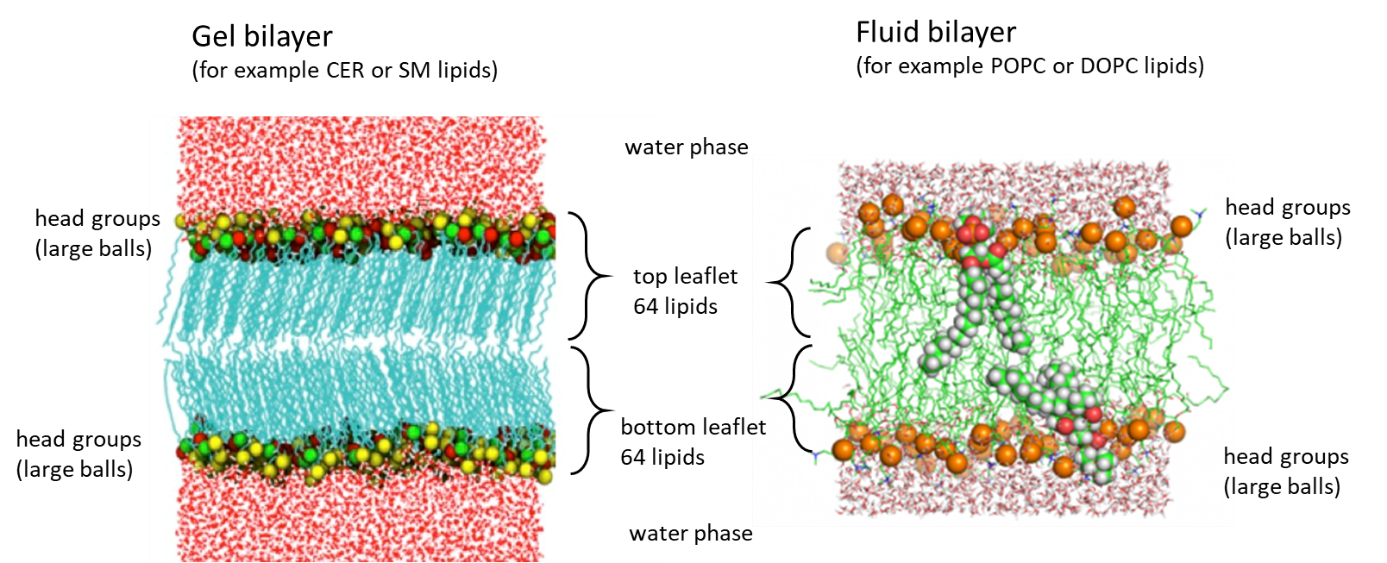 Gel bilayer
(for example CER or SM lipids)
Fluid bilayer
(for example POPC or DOPC lipids)
water phase
head groups
(large balls)
head groups
(large balls)
top leaflet
64 lipids
bottom leaflet
64 lipids
head groups
(large balls)
head groups
(large balls)
water phase